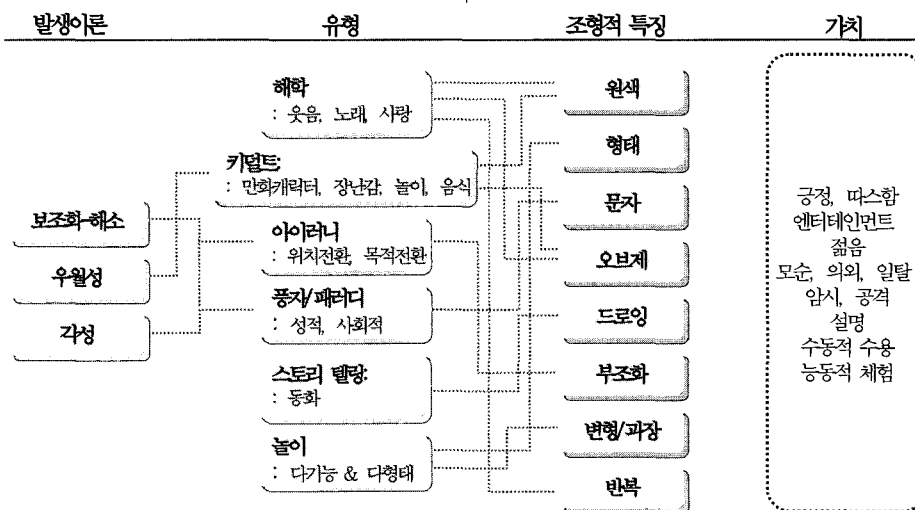 발생이론 유형 조형적 특징 가치
해학
: 웃음, 노래, 사랑
키덜트:
: 만화캐릭터, 장난감, 놀이, 음식
보조화-해소
우월성
각성
아이러니
: 위치전환, 목적전환
풍자/패러디
: 성적, 사회적
스토리 텔링:
: 동화
놀이
: 다가능 & 다형태
원색
형태
문자
오브제
드로잉
부조화
변형/과장
반복
긍정, 따스함
엔터테인먼트
젊음
모순, 의외, 일탈
암시, 공격
설명
수동적 수용
능동적 체험